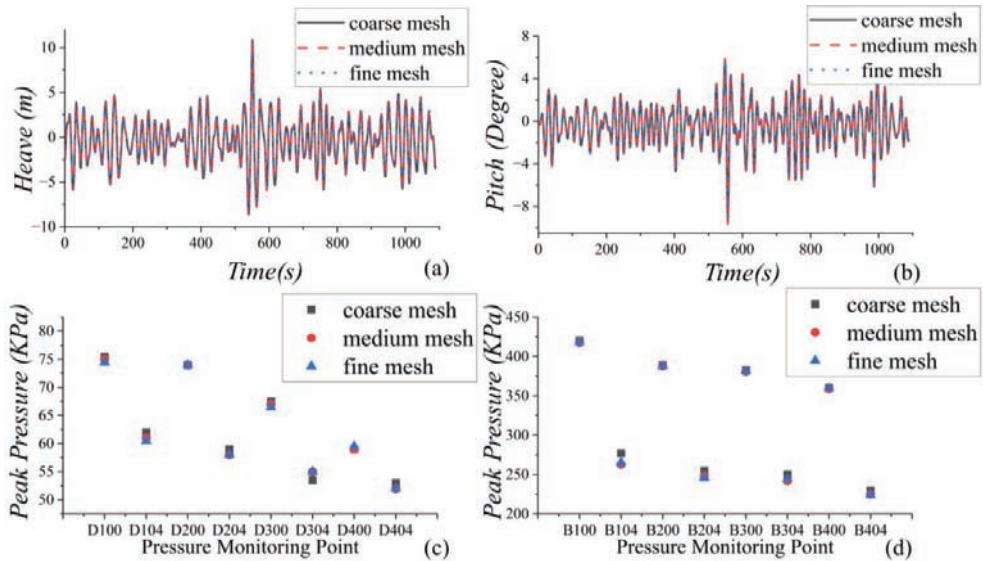 coarse mesh
medium mesh
fine mesh
Heave (m)
10
5
0
−5
−10
0 200 400 600 800 1000
Time(s)
(a)
coarse mesh
medium mesh
fine mesh
Pitch (Degree)
8
4
0
−4
−8
0 200 400 600 800 1000
Time(s)
(b)
coarse mesh
medium mesh
fine mesh
Peak Pressure (KPa)
80
75
70
65
60
55
50
D100 D104 D200 D204 D300 D304 D400 D404
Pressure Monitoring Point
(c)
coarse mesh
medium mesh
fine mesh
Peak Pressure (KPa)
450
400
350
300
250
200
B100 B104 B200 B204 B300 B304 B400 B404
Pressure Monitoring Point
(d)